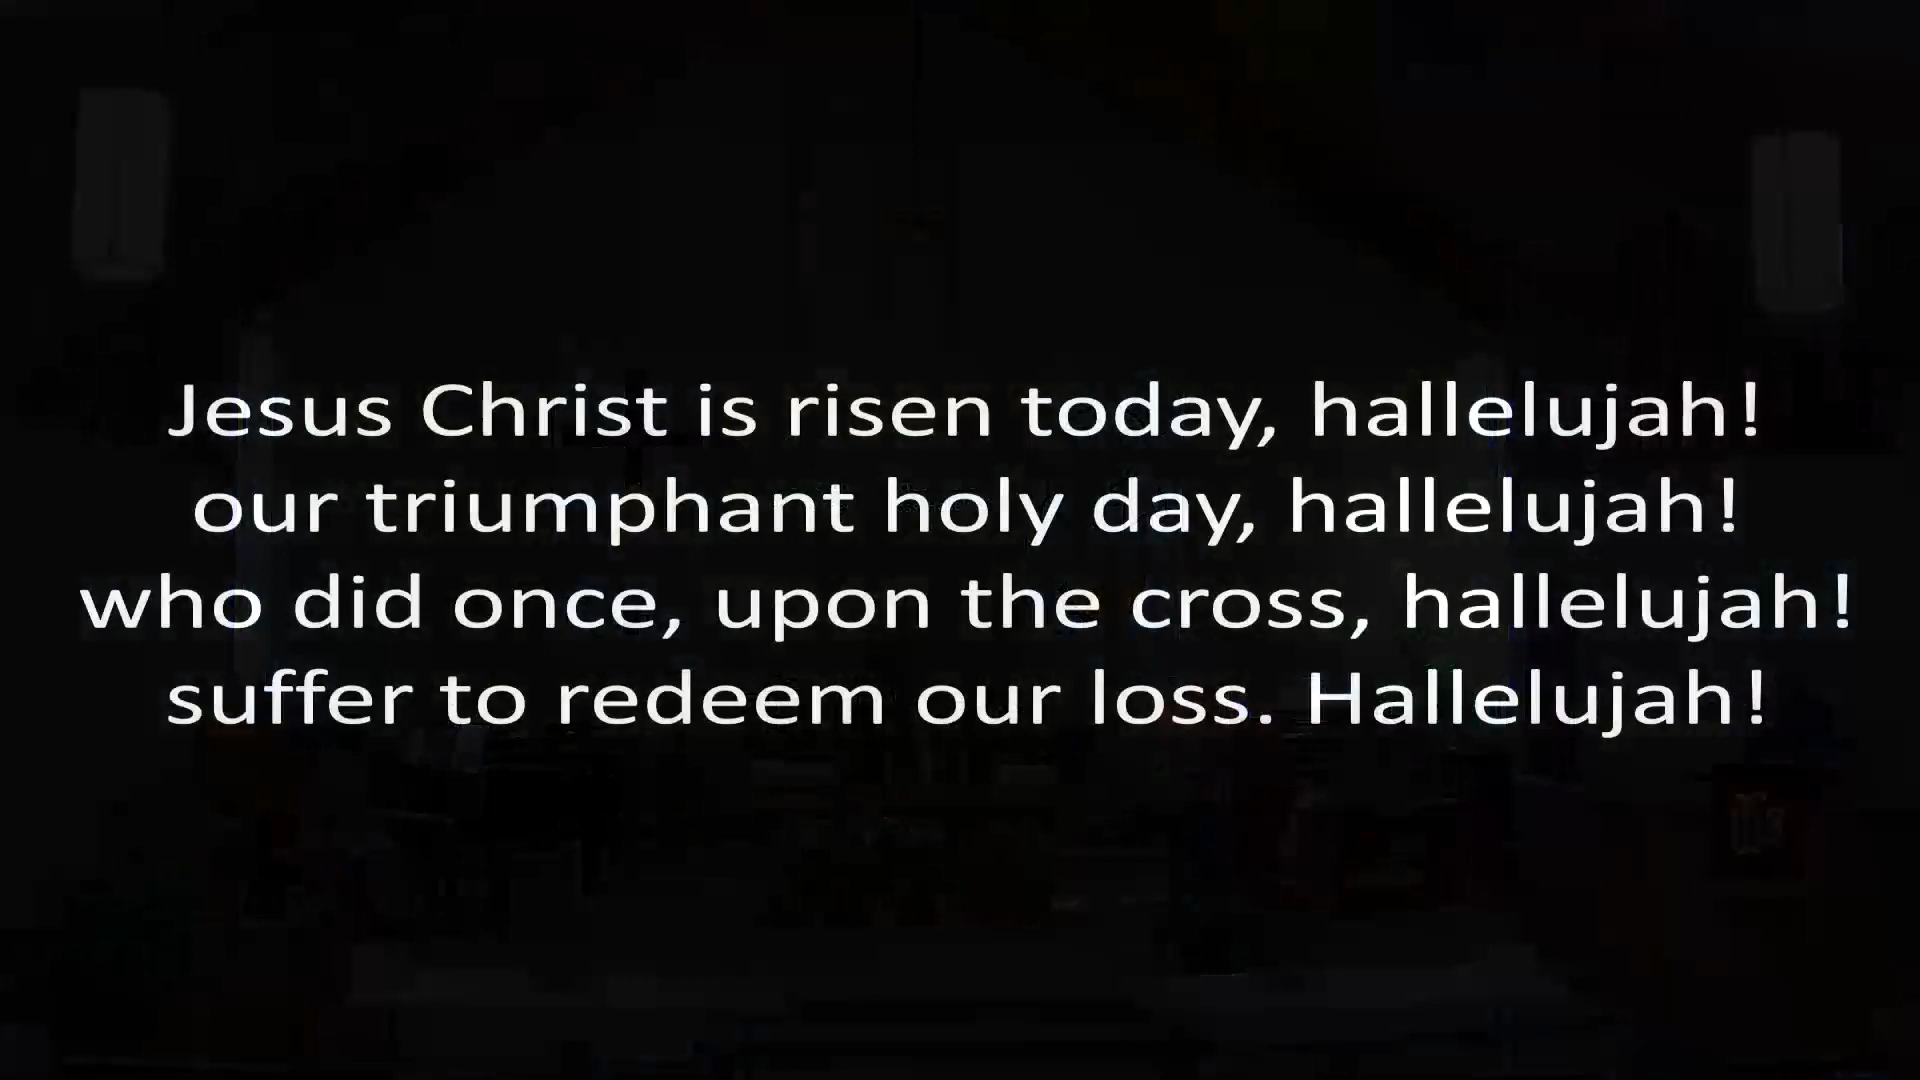 Jesus Christ is risen today, hallelujah!
our triumphant holy day, hallelujah!
who did once, upon the cross, hallelujah!
suffer to redeem our loss. Hallelujah!